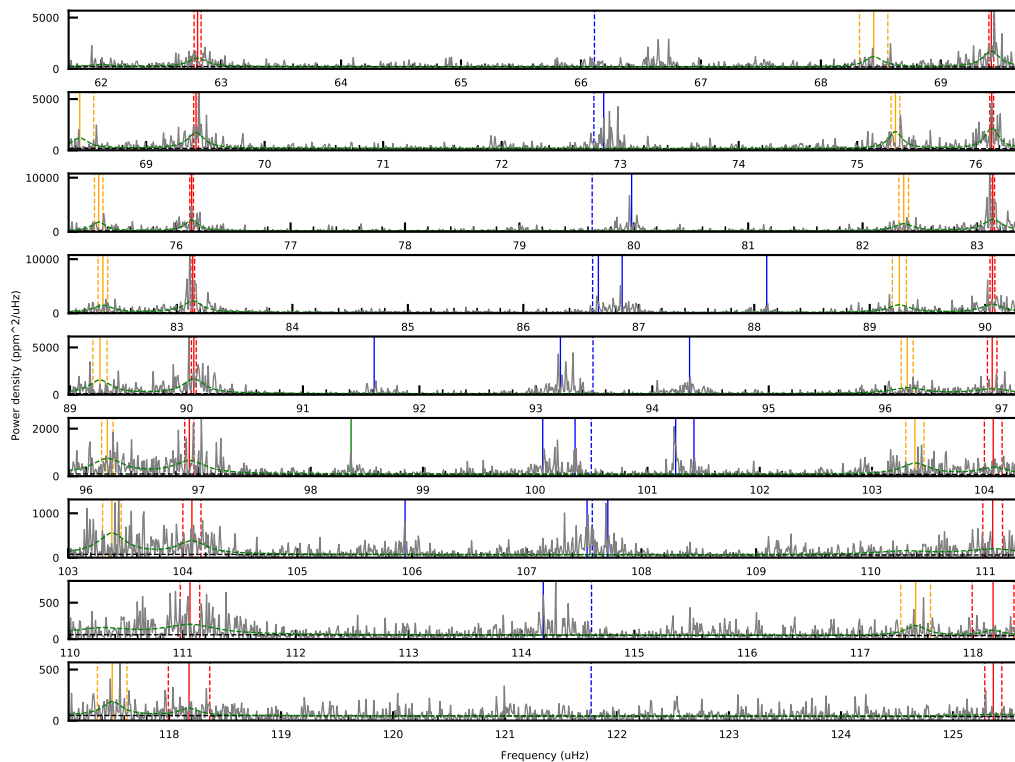 5000
0
62 63 64 65 66 67 68 69
5000
0
69 70 71 72 73 74 75 76
10000
0
76 77 78 79 80 81 82 83
10000
0
83 84 85 86 87 88 89 90
5000
0
89 90 91 92 93 94 95 96 97
2000
0
96 97 98 99 100 101 102 103 104
1000
0
103 104 105 106 107 108 109 110 111
500
0
110 111 112 113 114 115 116 117 118
500
0
118 119 120 121 122 123 124 125
Power density (ppm^2/uHz)
Frequency (uHz)